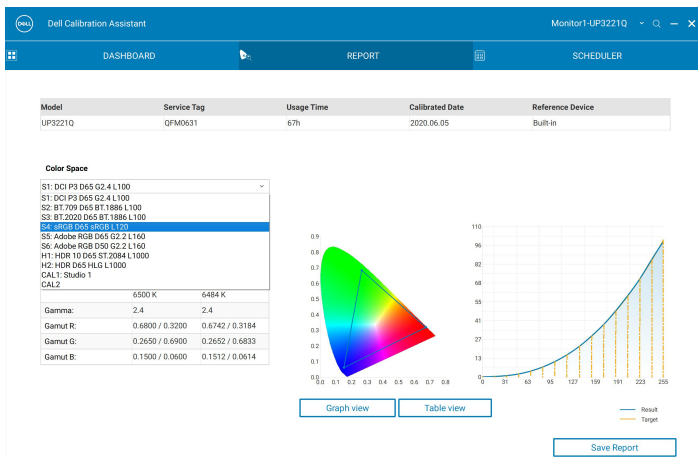 DELL
Dell Calibration Assistant
Monitor1-UP3221Q
DASHBOARD
REPORT
SCHEDULER
Model Service Tag Usage Time Calibrated Date Reference Device
UP3221Q QFM0631 67h 2020.06.05 Built-in
Color Space
S1: DCI P3 D65 G2.4 L100
S1: DCI P3 D65 G2.4 L100
S2: BT.709 D65 BT.1886 L100
S3: BT.2020 D65 BT.1886 L100
S4: sRGB D65 sRGB L120
S5: Adobe RGB D65 G2.2 L160
S6: Adobe RGB D50 G2.2 L160
H1: HDR 10 D65 ST.2084 L1000
H2: HDR D65 HLG L1000
CAL1: Studio 1
CAL2
6500 K 6484 K
Gamma: 2.4 2.4
Gamut R: 0.6800 / 0.3200 0.6742 / 0.3184
Gamut G: 0.2650 / 0.6900 0.2652 / 0.6833
Gamut B: 0.1500 / 0.0600 0.1512 / 0.0614
0.9
0.8
0.7
0.6
0.5
0.4
0.3
0.2
0.1
0.0
0.0 0.1 0.2 0.3 0.4 0.5 0.6 0.7 0.8
110
96
82
68
55
41
27
13
0
0 31 63 95 127 159 191 223 255
Graph view
Table view
Result
Target
Save Report